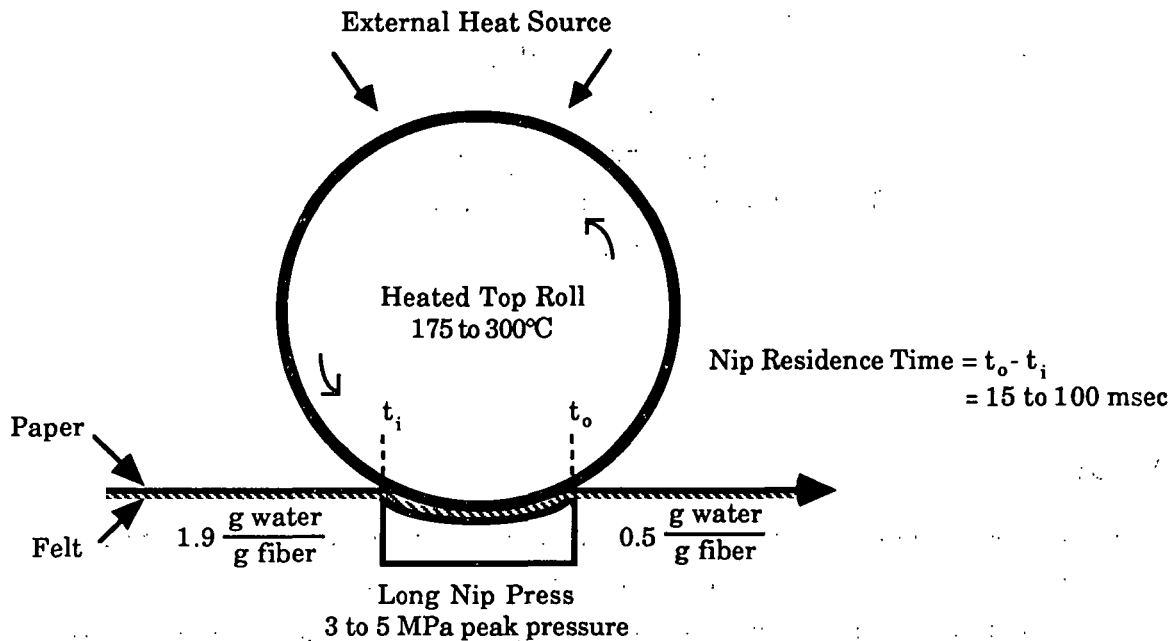 External Heat Source
Heated Top Roll
175 to 300°C
Nip Residence Time = t_o - t_i
= 15 to 100 msec
t_i
t_o
Paper
Felt
1.9 g water / g fiber
0.5 g water / g fiber
Long Nip Press
3 to 5 MPa peak pressure